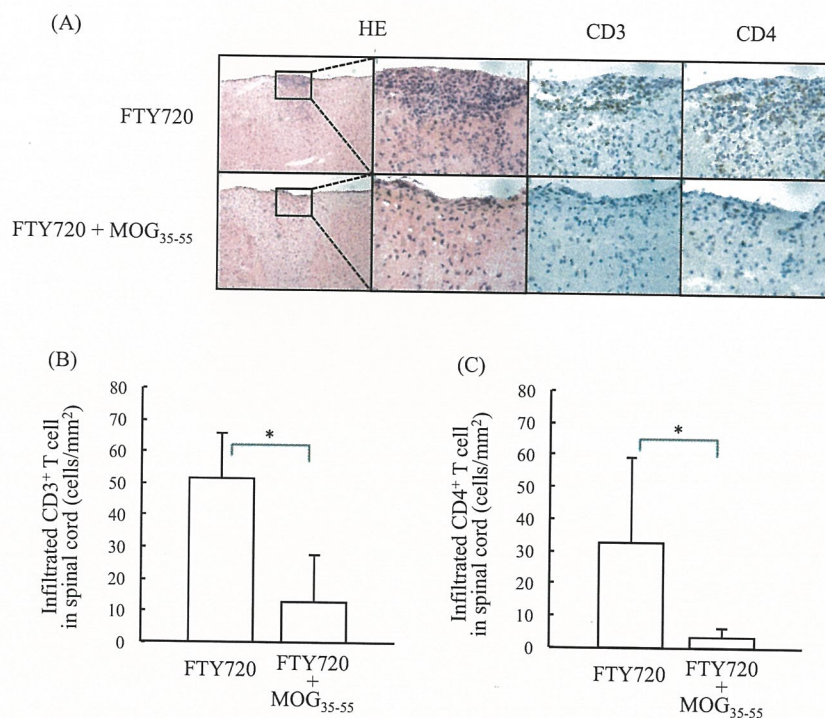 (A)
HE CD3 CD4
FTY720
FTY720 + MOG35-55
(B)
Infiltrated CD3+ T cell
in spinal cord (cells/mm2)
80
70
60
50
40
30
20
10
0
*
FTY720
FTY720
+
MOG35-55
(C)
Infiltrated CD4+ T cell
in spinal cord (cells/mm2)
80
70
60
50
40
30
20
10
0
*
FTY720
FTY720
+
MOG35-55